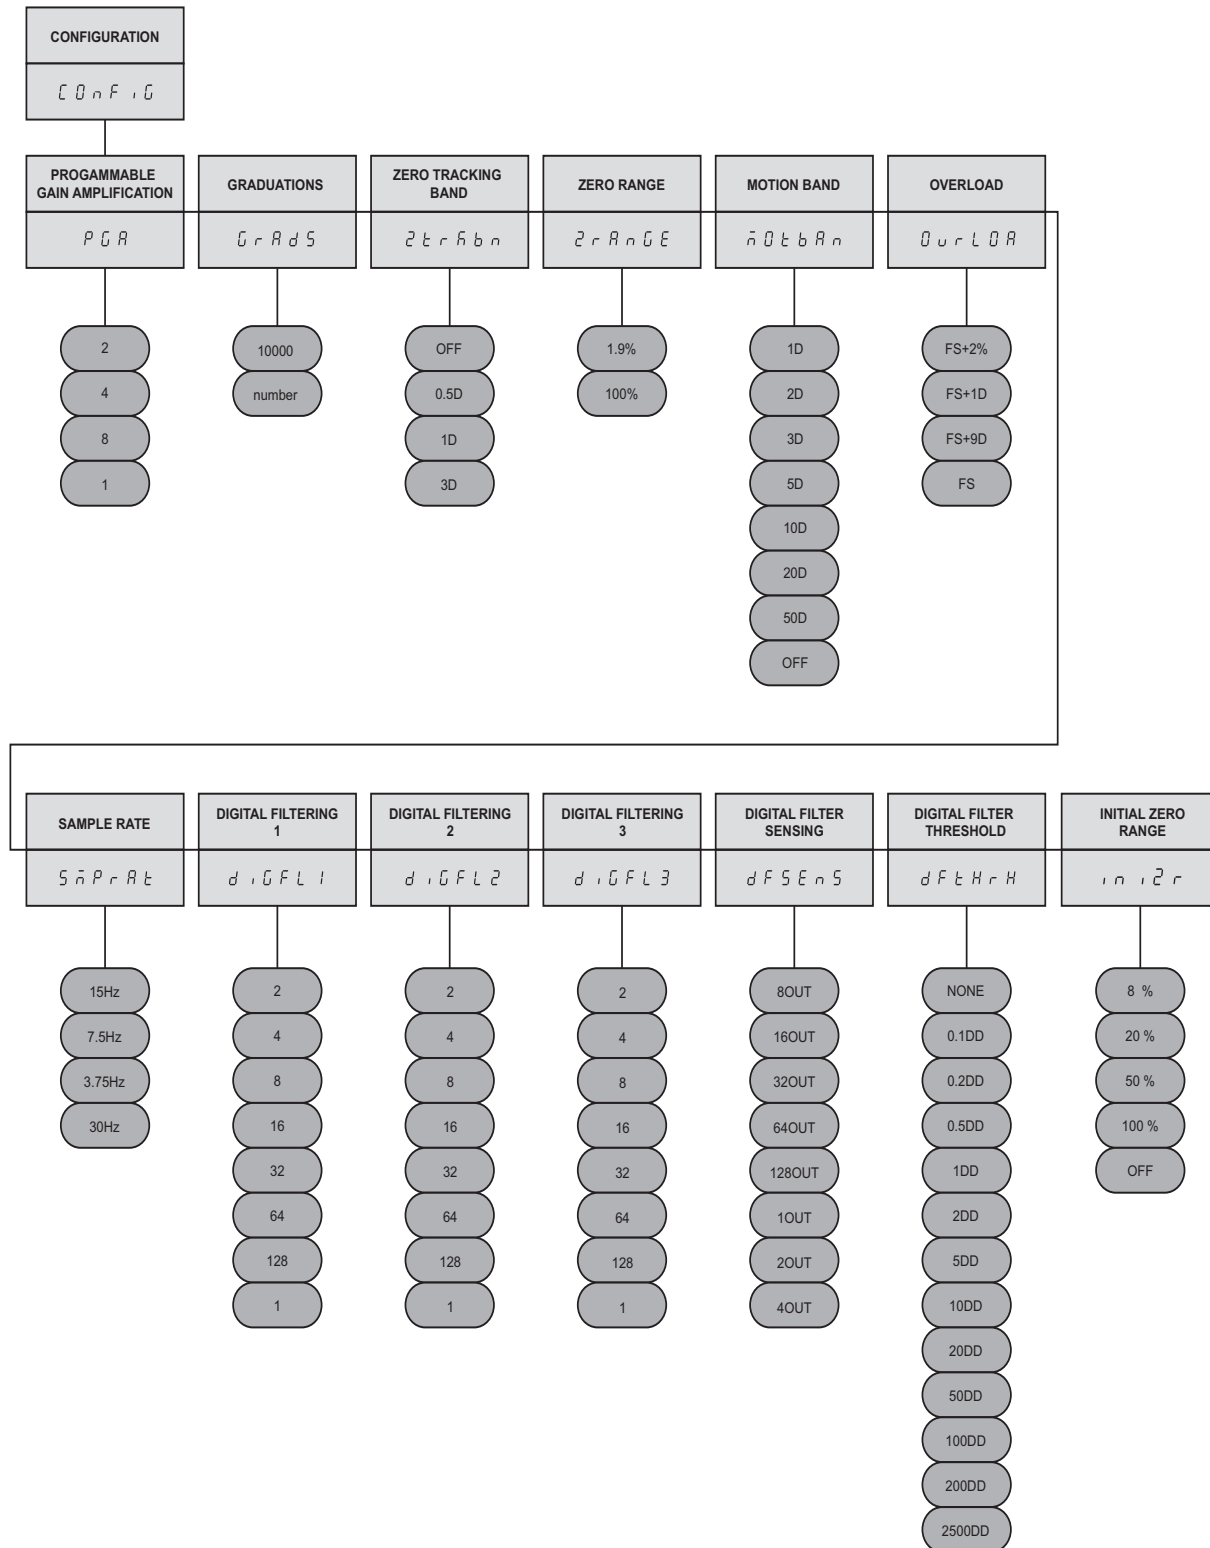 CONFIGURATION
COnFiG
PROGAMMABLE
GAIN AMPLIFICATION
PGA
2
4
8
1
GRADUATIONS
GrAdS
10000
number
ZERO TRACKING
BAND
2trKbn
OFF
0.5D
1D
3D
ZERO RANGE
2rAnGE
1.9%
100%
MOTION BAND
mOtbAn
1D
2D
3D
5D
10D
20D
50D
OFF
OVERLOAD
OurLOA
FS+2%
FS+1D
FS+9D
FS
SAMPLE RATE
SmPrAt
15Hz
7.5Hz
3.75Hz
30Hz
DIGITAL FILTERING
1
diGFL1
2
4
8
16
32
64
128
1
DIGITAL FILTERING
2
diGFL2
2
4
8
16
32
64
128
1
DIGITAL FILTERING
3
diGFL3
2
4
8
16
32
64
128
1
DIGITAL FILTER
SENSING
dFSEnS
8OUT
16OUT
32OUT
64OUT
128OUT
1OUT
2OUT
4OUT
DIGITAL FILTER
THRESHOLD
dFtHrH
NONE
0.1DD
0.2DD
0.5DD
1DD
2DD
5DD
10DD
20DD
50DD
100DD
200DD
2500DD
INITIAL ZERO
RANGE
ini2r
8 %
20 %
50 %
100 %
OFF